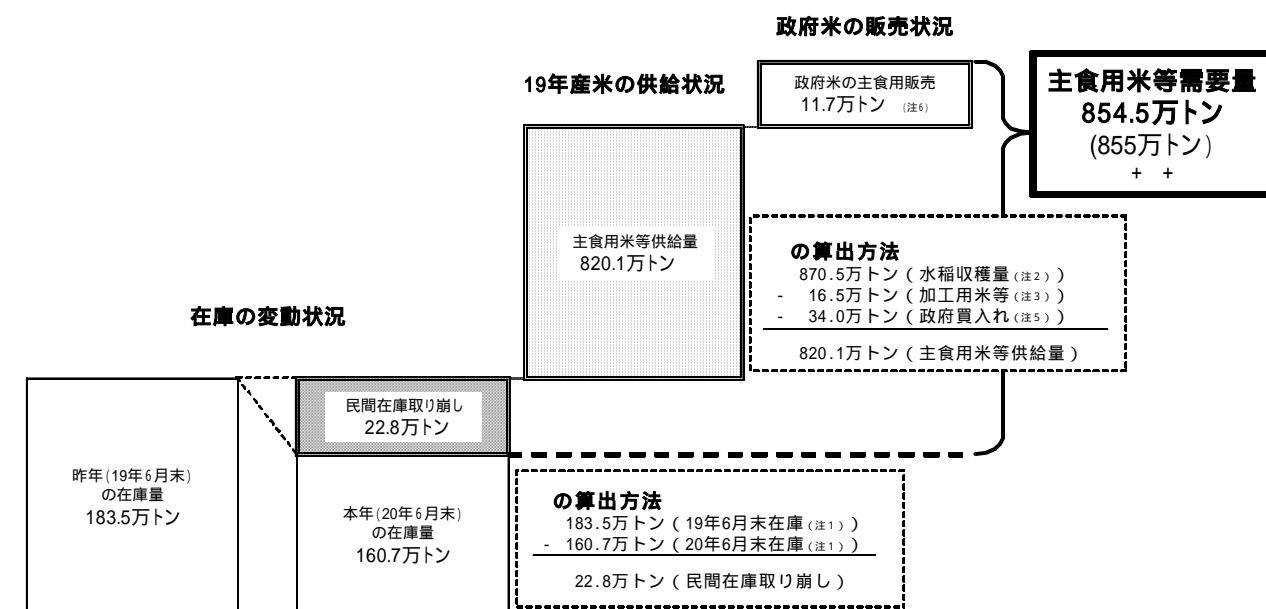 政府米の販売状況
政府米の主食用販売
11.7万トン (注6)
主食用米等需要量
854.5万トン
(855万トン)
+ +
19年産米の供給状況
主食用米等供給量
820.1万トン
の算出方法
870.5万トン(水稲収穫量(注2))
- 16.5万トン(加工用米等(注3))
- 34.0万トン(政府買入れ(注5))
820.1万トン(主食用米等供給量)
在庫の変動状況
民間在庫取り崩し
22.8万トン
昨年(19年6月末)
の在庫量
183.5万トン
本年(20年6月末)
の在庫量
160.7万トン
の算出方法
183.5万トン(19年6月末在庫(注1))
- 160.7万トン(20年6月末在庫(注1))
22.8万トン(民間在庫取り崩し)